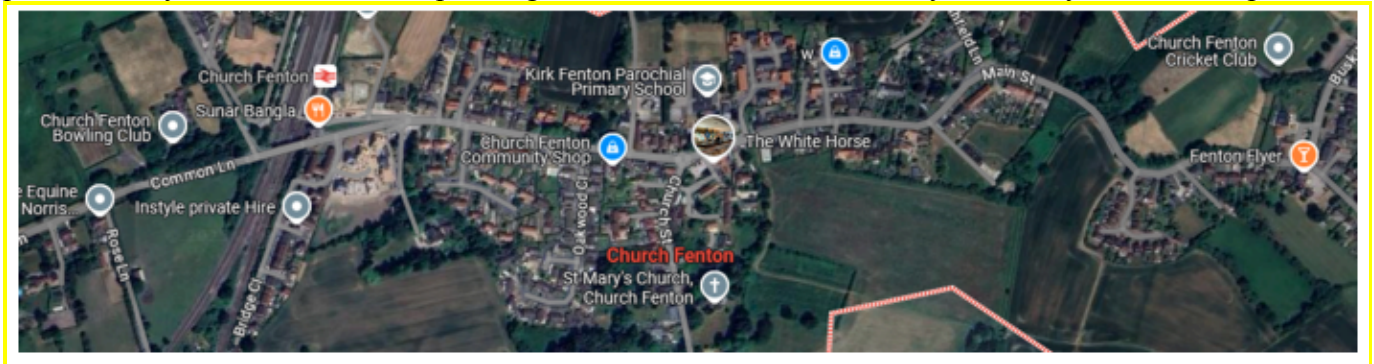 Church Fenton
Cricket Club
Main St
Church Fenton
Kirk Fenton Parochial
Primary School
Sunar Bangla
Church Fenton
Bowling Club
Church Fenton
Community Shop
The White Horse
Fenton Flyer
Common Ln
e Equine
Norris...
Instyle private Hire
Oakwood Cl
Church St
Rose Ln
Bridge Cl
Church Fenton
St Mary's Church,
Church Fenton